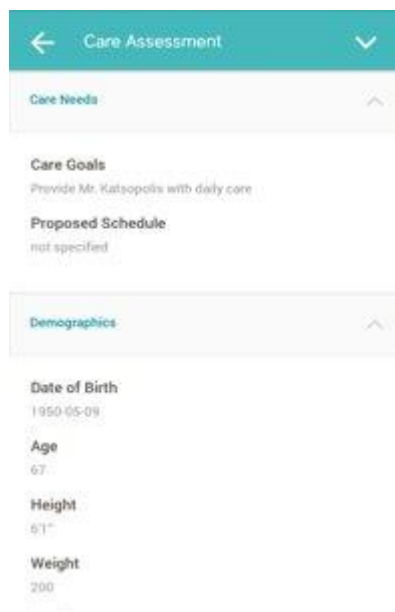 Care Assessment
Care Needs
Care Goals
Provide Mr. Katsopolis with daily care
Proposed Schedule
not specified
Demographics
Date of Birth
1950-05-09
Age
67
Height
6'1"
Weight
200